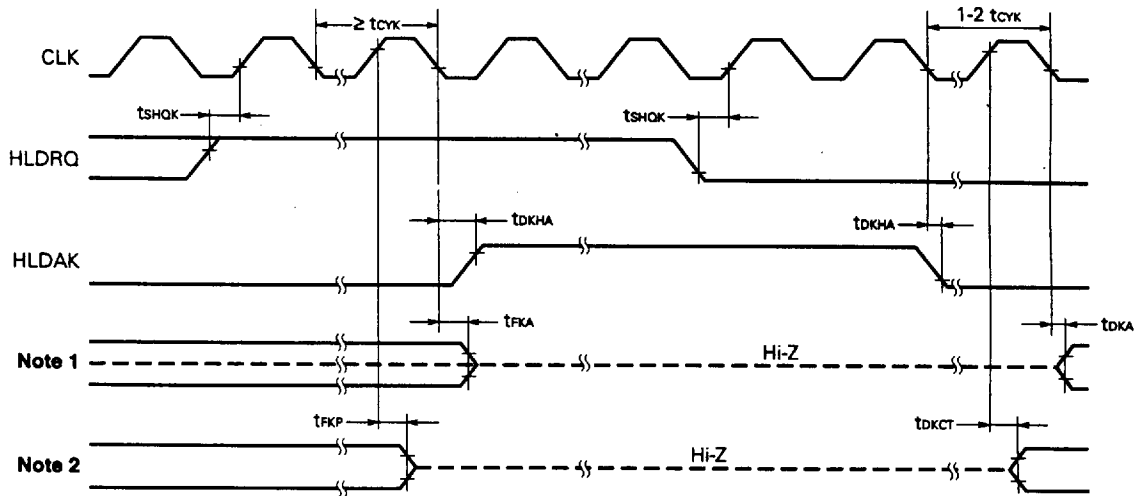 ≥ tCYK
1-2 tCYK
CLK
tSHQK
tSHQK
HLDRQ
tDKHA
tDKHA
HLDAK
tFKA
tDKA
Note 1
Hi-Z
tFKP
tDKCT
Note 2
Hi-Z